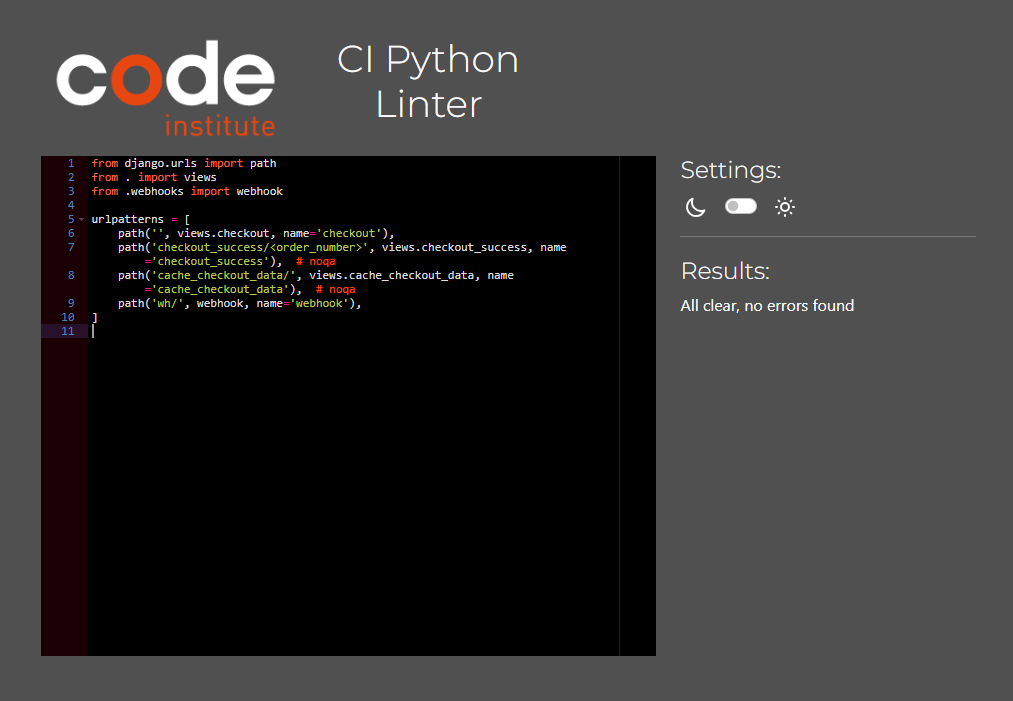 code
institute
CI Python
Linter
1 from django.urls import path
2 from . import views
3 from .webhooks import webhook
4
5 urlpatterns = [
6 path('', views.checkout, name='checkout'),
7 path('checkout_success/<order_number>', views.checkout_success, name
='checkout_success'),  # noqa
8 path('cache_checkout_data/', views.cache_checkout_data, name
='cache_checkout_data'),  # noqa
9 path('wh/', webhook, name='webhook'),
10 ]
11
Settings:
Results:
All clear, no errors found